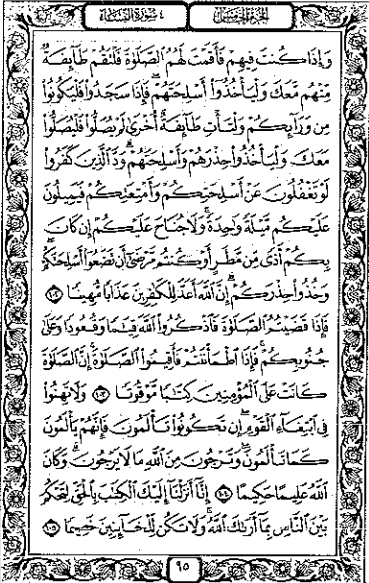 الجزء الخامس ٤ سورة النساء
وَإِذَا كُنتَ فِيهِمْ فَأَقَمْتَ لَهُمُ ٱلصَّلَوٰةَ فَلْتَقُمْ طَآئِفَةٌ
مِّنْهُم مَّعَكَ وَلْيَأْخُذُوٓا۟ أَسْلِحَتَهُمْ فَإِذَا سَجَدُوا۟ فَلْيَكُونُوا۟
مِن وَرَآئِكُمْ وَلْتَأْتِ طَآئِفَةٌ أُخْرَىٰ لَمْ يُصَلُّوا۟ فَلْيُصَلُّوا۟
مَعَكَ وَلْيَأْخُذُوا۟ حِذْرَهُمْ وَأَسْلِحَتَهُمْ وَدَّ ٱلَّذِينَ كَفَرُوا۟
لَوْ تَغْفُلُونَ عَنْ أَسْلِحَتِكُمْ وَأَمْتِعَتِكُمْ فَيَمِيلُونَ
عَلَيْكُم مَّيْلَةً وَٰحِدَةً وَلَا جُنَاحَ عَلَيْكُمْ إِن كَانَ
بِكُمْ أَذًى مِّن مَّطَرٍ أَوْ كُنتُم مَّرْضَىٰٓ أَن تَضَعُوٓا۟ أَسْلِحَتَكُمْ
وَخُذُوا۟ حِذْرَكُمْ إِنَّ ٱللَّهَ أَعَدَّ لِلْكَٰفِرِينَ عَذَابًا مُّهِينًا ١٠٢
فَإِذَا قَضَيْتُمُ ٱلصَّلَوٰةَ فَٱذْكُرُوا۟ ٱللَّهَ قِيَٰمًا وَقُعُودًا وَعَلَىٰ
جُنُوبِكُمْ فَإِذَا ٱطْمَأْنَنتُمْ فَأَقِيمُوا۟ ٱلصَّلَوٰةَ إِنَّ ٱلصَّلَوٰةَ
كَانَتْ عَلَى ٱلْمُؤْمِنِينَ كِتَٰبًا مَّوْقُوتًا ١٠٣ وَلَا تَهِنُوا۟
فِى ٱبْتِغَآءِ ٱلْقَوْمِ إِن تَكُونُوا۟ تَأْلَمُونَ فَإِنَّهُمْ يَأْلَمُونَ
كَمَا تَأْلَمُونَ وَتَرْجُونَ مِنَ ٱللَّهِ مَا لَا يَرْجُونَ وَكَانَ
ٱللَّهُ عَلِيمًا حَكِيمًا ١٠٤ إِنَّآ أَنزَلْنَآ إِلَيْكَ ٱلْكِتَٰبَ بِٱلْحَقِّ لِتَحْكُمَ
بَيْنَ ٱلنَّاسِ بِمَآ أَرَىٰكَ ٱللَّهُ وَلَا تَكُن لِّلْخَآئِنِينَ خَصِيمًا ١٠٥
٩٥